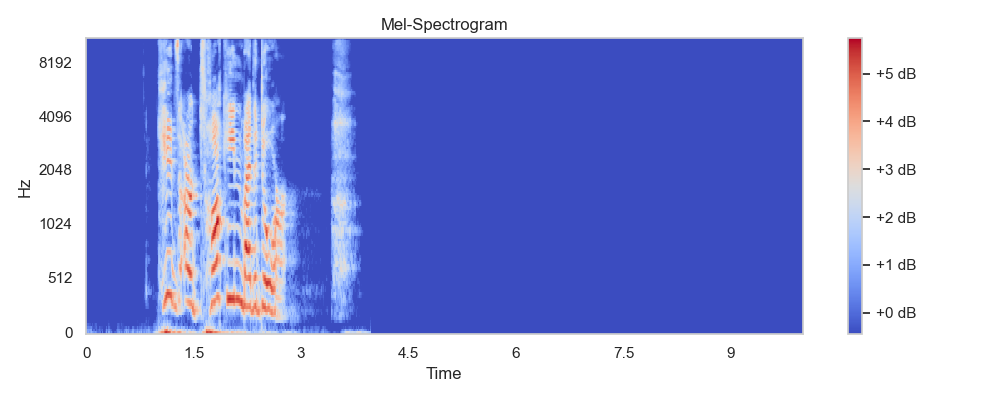 Mel-Spectrogram
8192
4096
2048
1024
512
0
Hz
0 1.5 3 4.5 6 7.5 9
Time
+5 dB
+4 dB
+3 dB
+2 dB
+1 dB
+0 dB